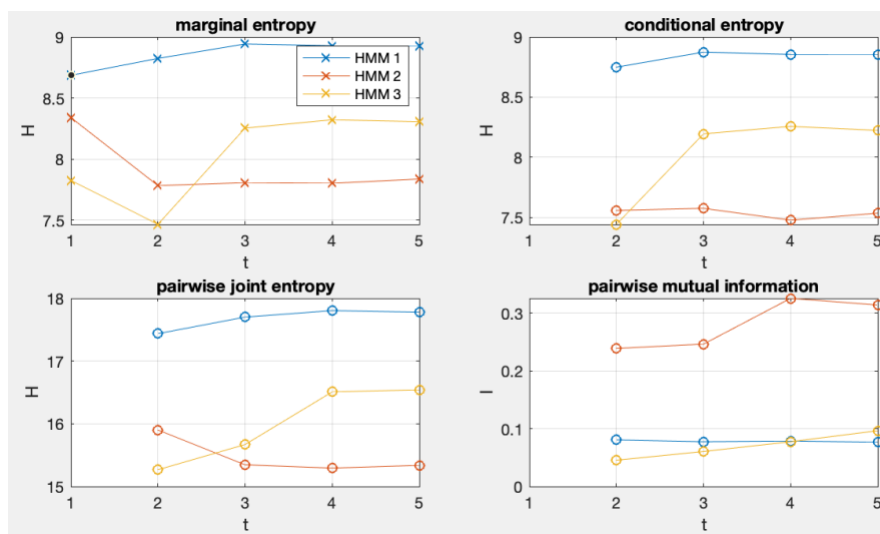 marginal entropy
9
8.5
8
7.5
H
1 2 3 4 5
t
HMM 1
HMM 2
HMM 3
conditional entropy
9
8.5
8
7.5
H
1 2 3 4 5
t
pairwise joint entropy
18
17
16
15
H
1 2 3 4 5
t
pairwise mutual information
0.3
0.2
0.1
0
I
1 2 3 4 5
t